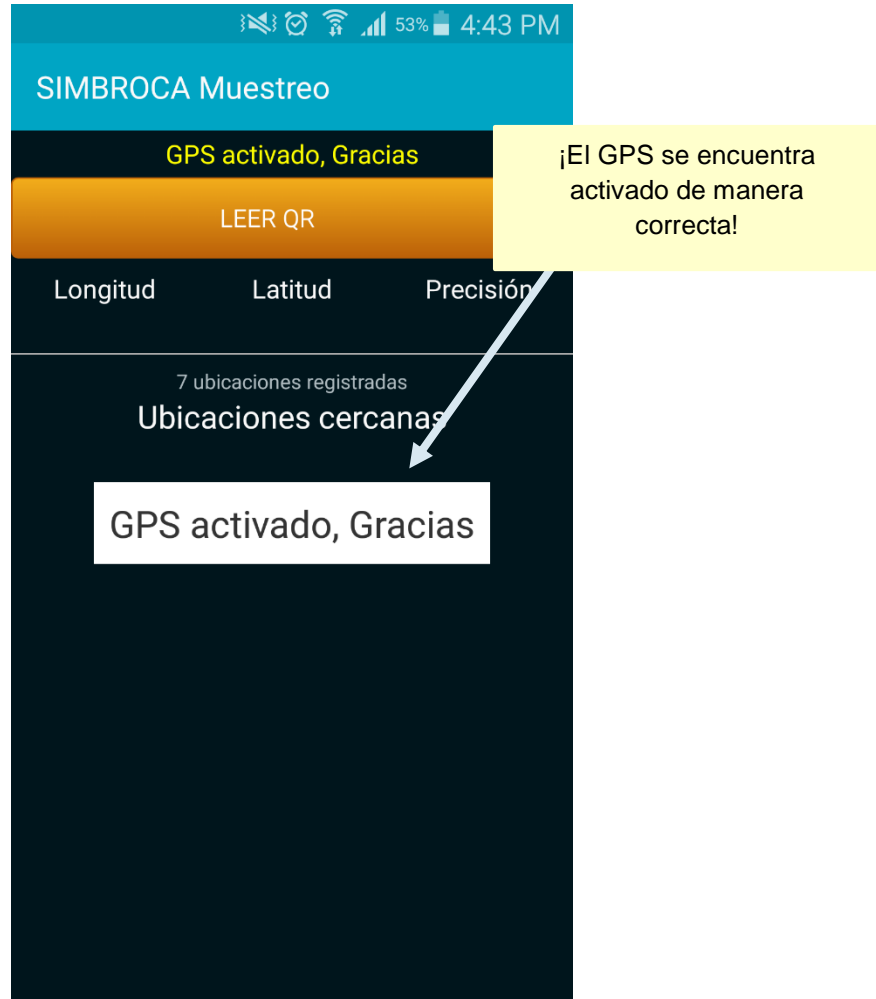 53% 4:43 PM
SIMBROCA Muestreo
GPS activado, Gracias
¡El GPS se encuentra
activado de manera
correcta!
LEER QR
Longitud Latitud Precisión
7 ubicaciones registradas
Ubicaciones cercanas
GPS activado, Gracias